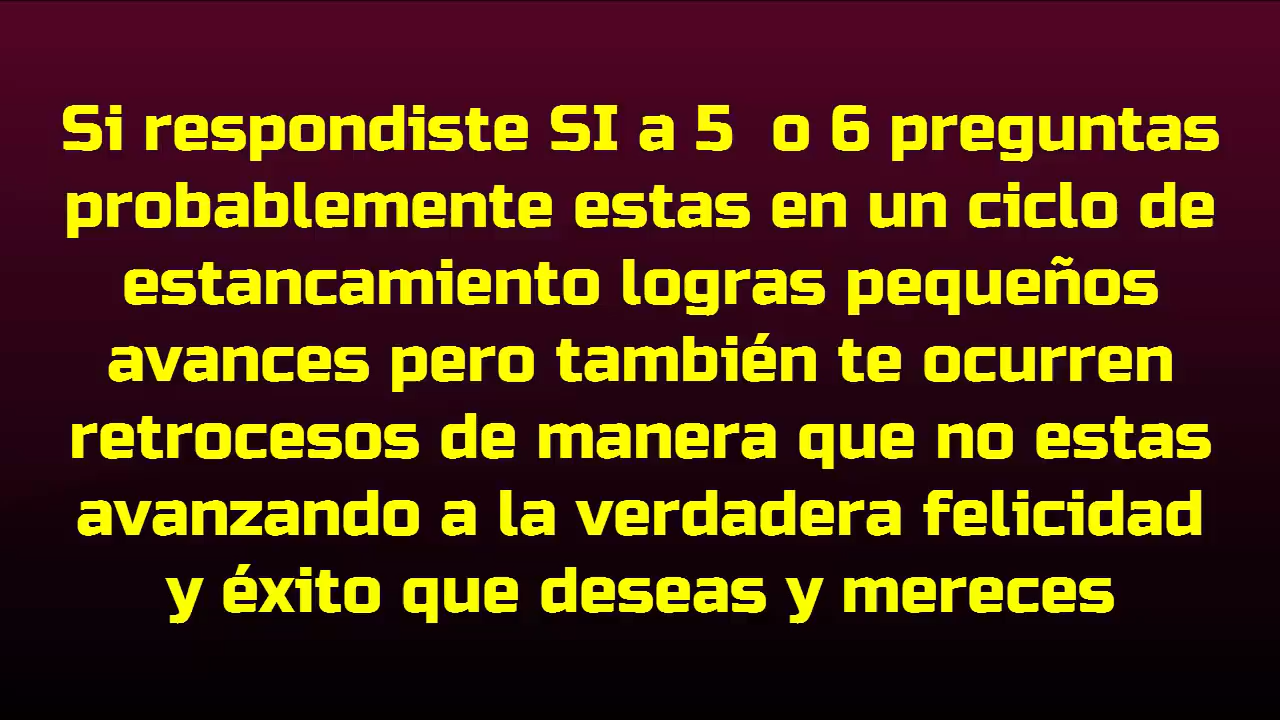 Si respondiste SI a 5  o 6 preguntas
probablemente estas en un ciclo de
estancamiento logras pequeños
avances pero también te ocurren
retrocesos de manera que no estas
avanzando a la verdadera felicidad
y éxito que deseas y mereces